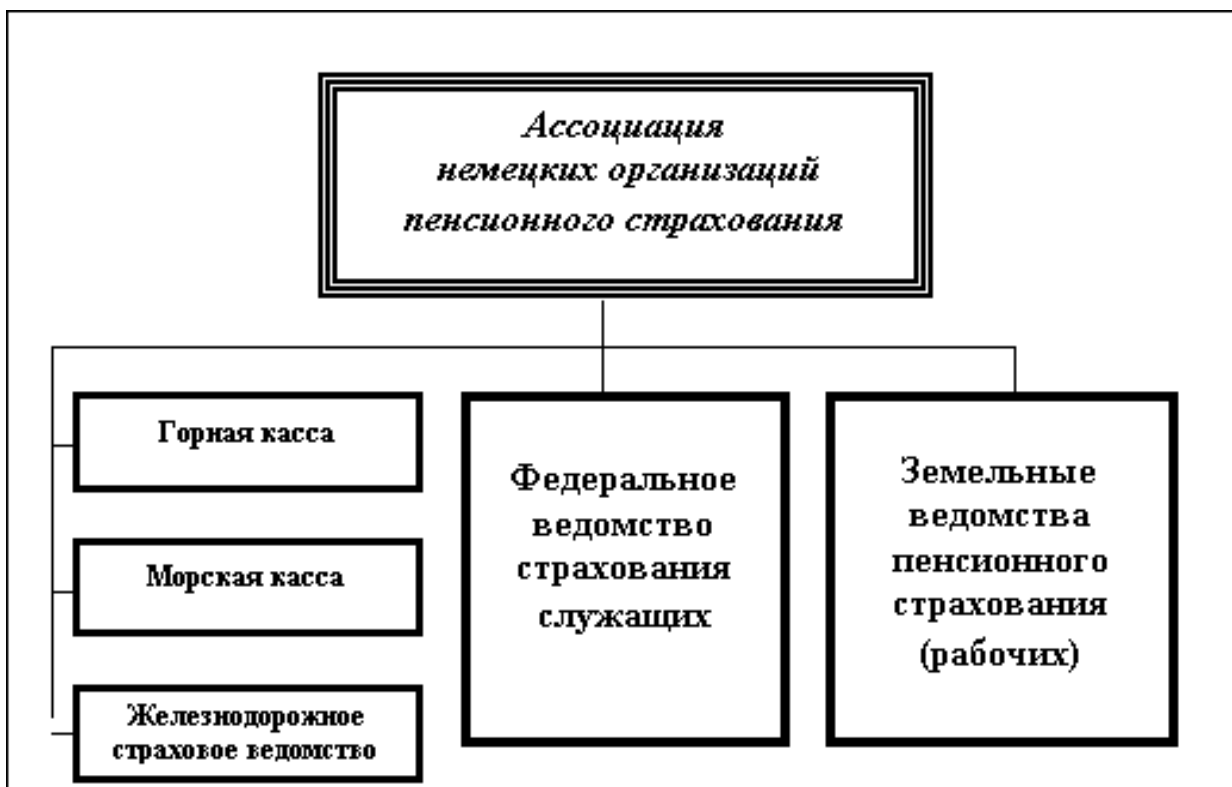 Ассоциация
немецких организаций
пенсионного страхования
Горная касса
Морская касса
Железнодорожное
страховое ведомство
Федеральное
ведомство
страхования
служащих
Земельные
ведомства
пенсионного
страхования
(рабочих)